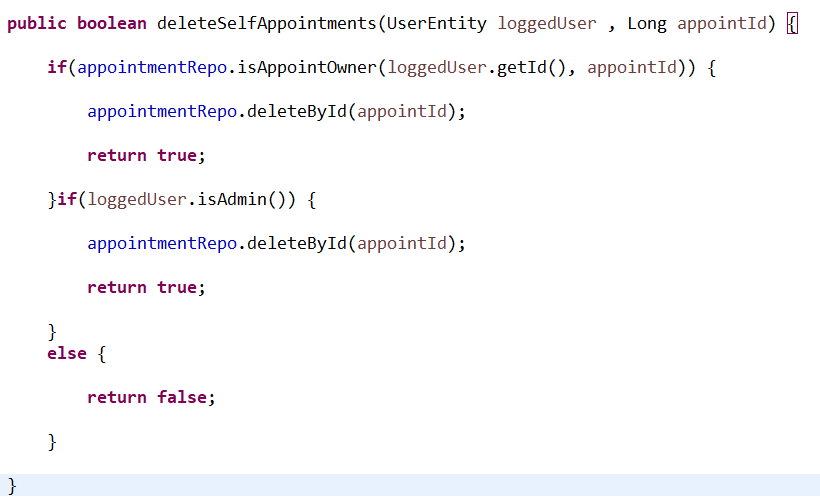 public boolean deleteSelfAppointments(UserEntity loggedUser , Long appointId) {
if(appointmentRepo.isAppointOwner(loggedUser.getId(), appointId)) {
appointmentRepo.deleteById(appointId);
return true;
}if(loggedUser.isAdmin()) {
appointmentRepo.deleteById(appointId);
return true;
}
else {
return false;
}
}